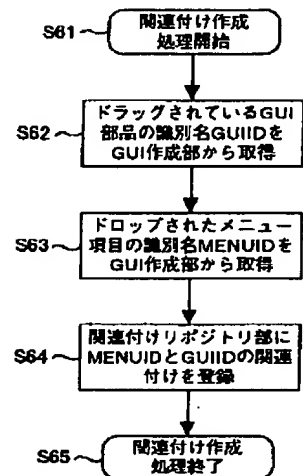 S61
関連付け作成
処理開始
S62
ドラッグされているGUI
部品の識別名GUIIDを
GUI作成部から取得
S63
ドロップされたメニュー
項目の識別名MENUIDを
GUI作成部から取得
S64
関連付けリポジトリ部に
MENUIDとGUIIDの関連
付けを登録
S65
関連付け作成
処理終了